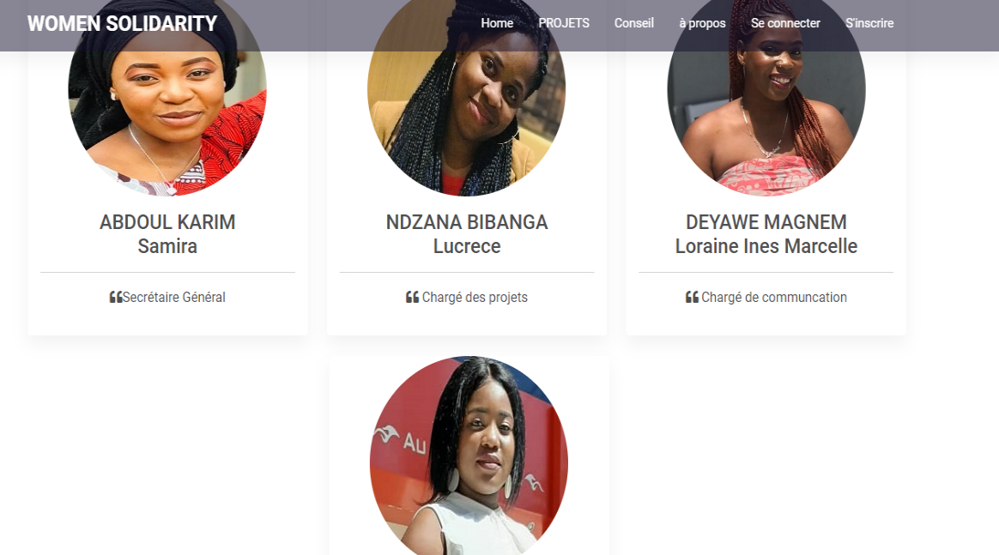 WOMEN SOLIDARITY Home PROJETS Conseil à propos Se connecter S'inscrire
ABDOUL KARIM
Samira
Secrétaire Général
NDZANA BIBANGA
Lucrece
Chargé des projets
DEYAWE MAGNEM
Loraine Ines Marcelle
Chargé de communcation
Au